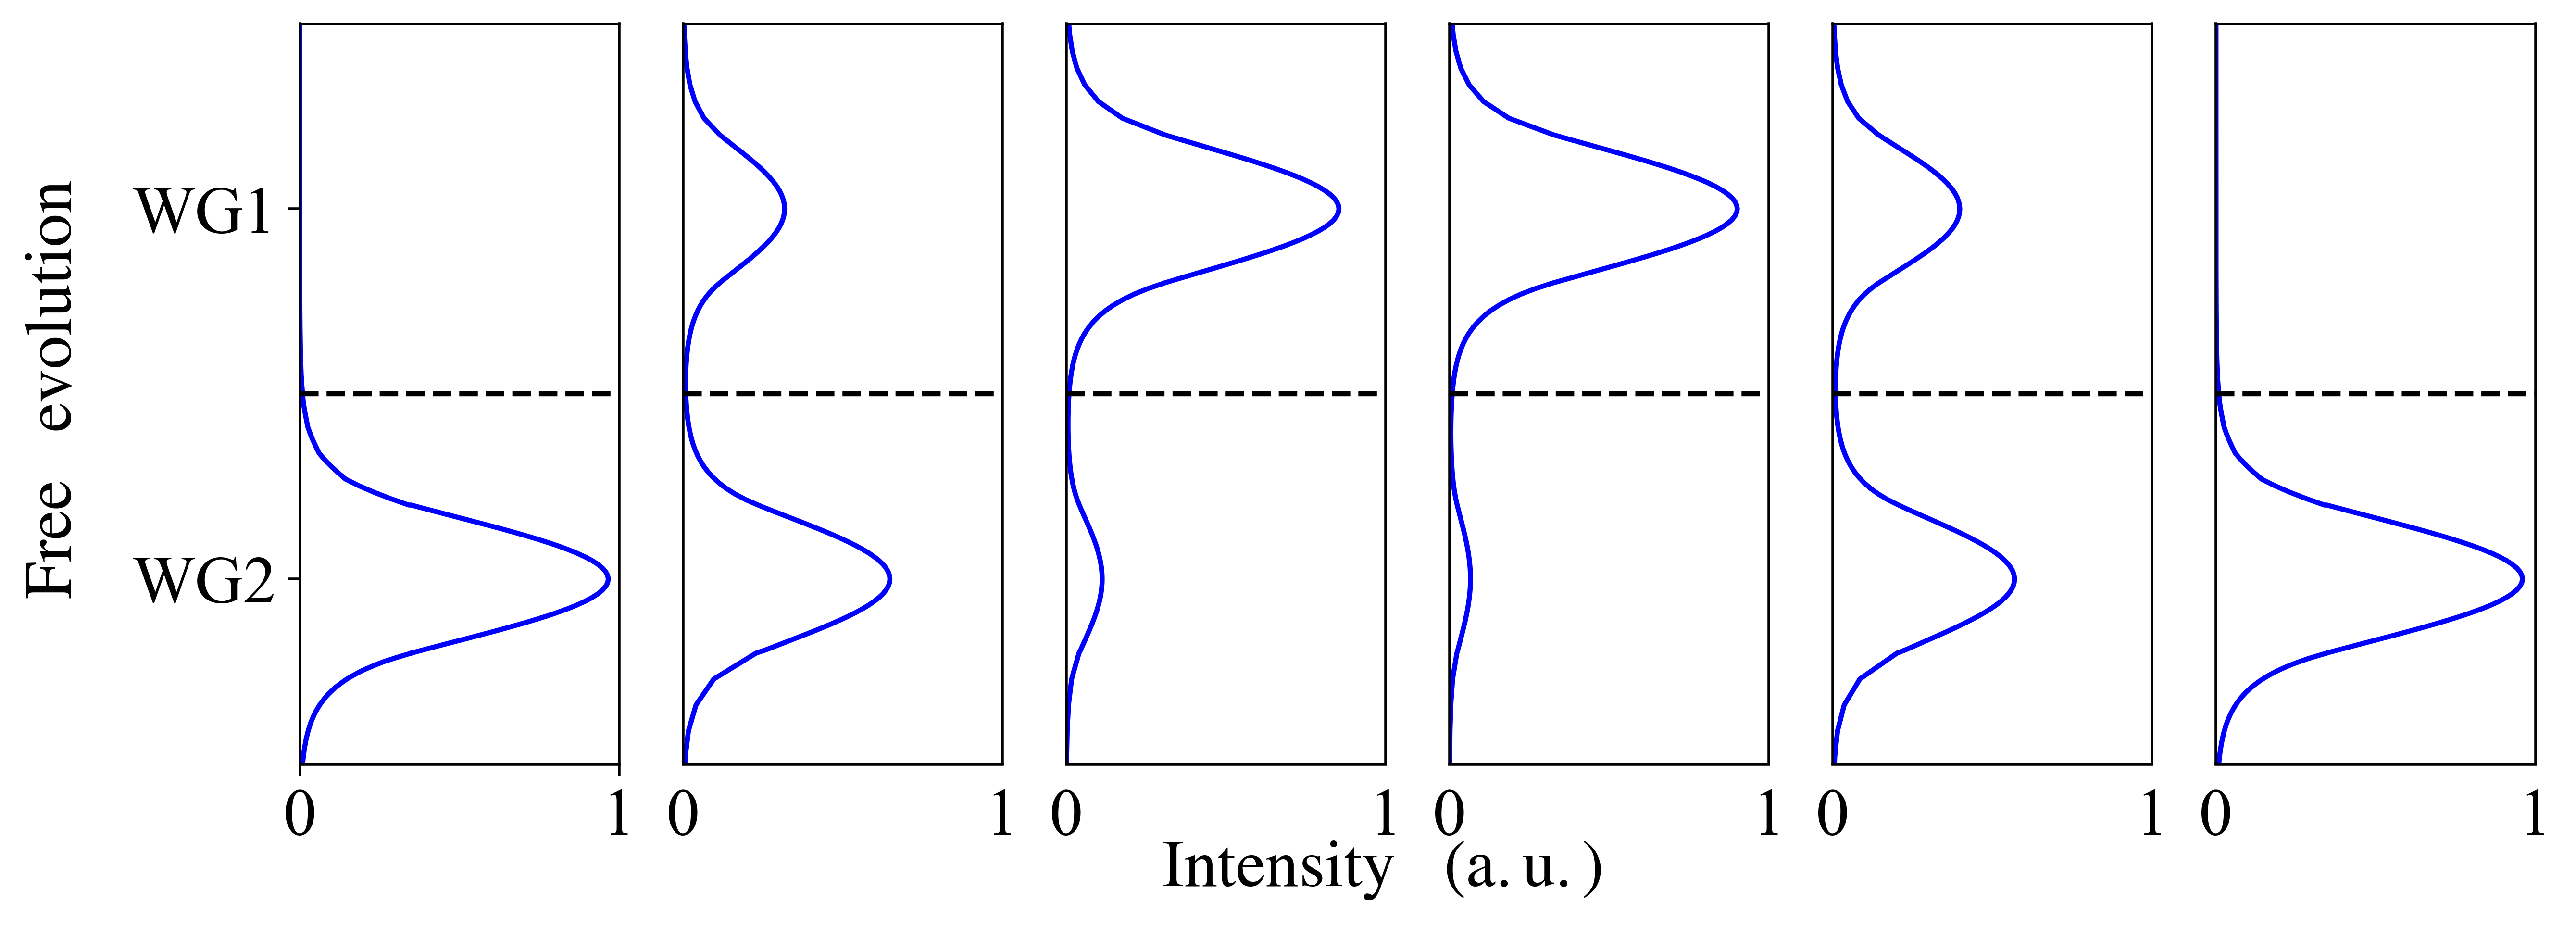 Free evolution
WG1
WG2
0 1 0 1 0 1 0 1 0 1 0 1
Intensity (a. u. )